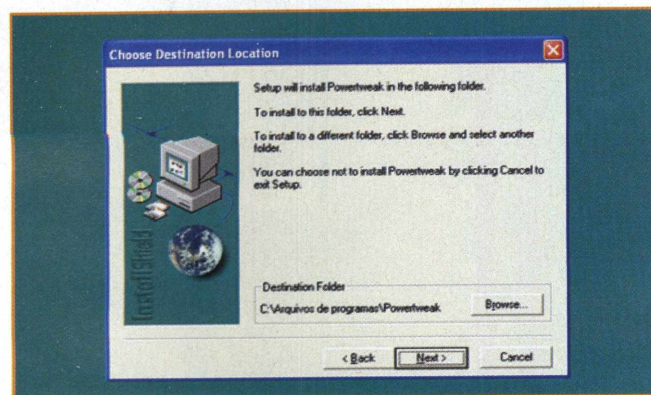 Choose Destination Location
Setup will install Powertweak in the following folder.
To install to this folder, click Next.
To install to a different folder, click Browse and select another
folder.
You can choose not to install Powertweak by clicking Cancel to
exit Setup.
InstallShield
Destination Folder
C:\Arquivos de programas\Powertweak
Browse...
< Back
Next >
Cancel